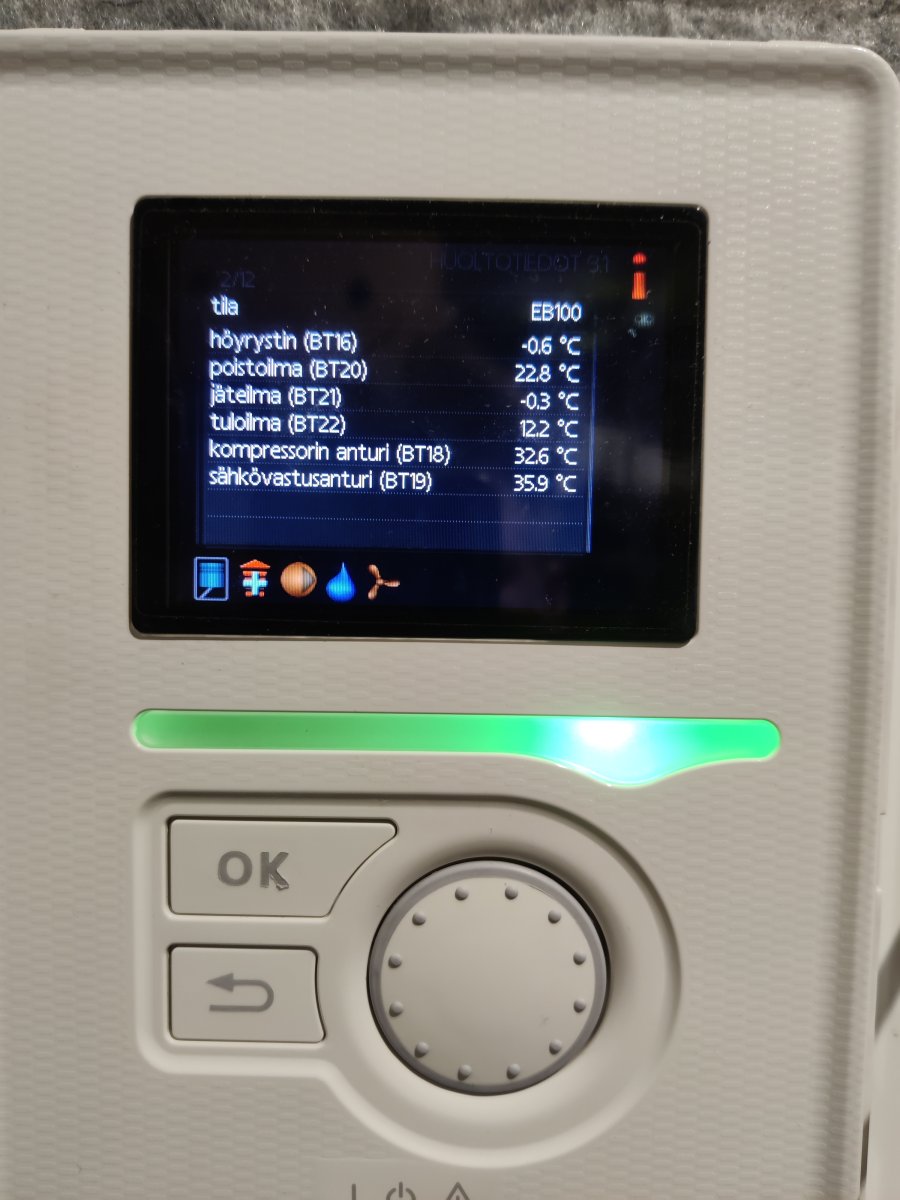 HUOLTOTIEDOT 3.1
2/12
tila EB100
höyrystin (BT16) -0.6 °C
poistoilma (BT20) 22.8 °C
jäteilma (BT21) -0.3 °C
tuloilma (BT22) 12.2 °C
kompressorin anturi (BT18) 32.6 °C
sähkövastusanturi (BT19) 35.9 °C
OK